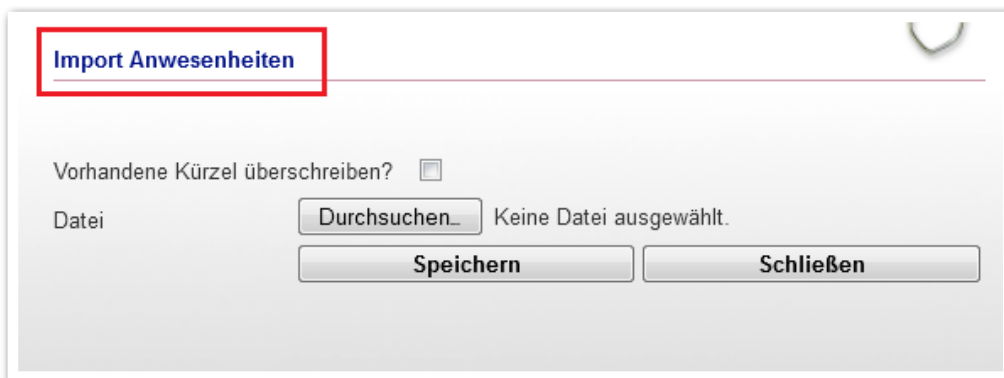 Import Anwesenheiten
Vorhandene Kürzel überschreiben?
Datei Durchsuchen… Keine Datei ausgewählt.
Speichern Schließen